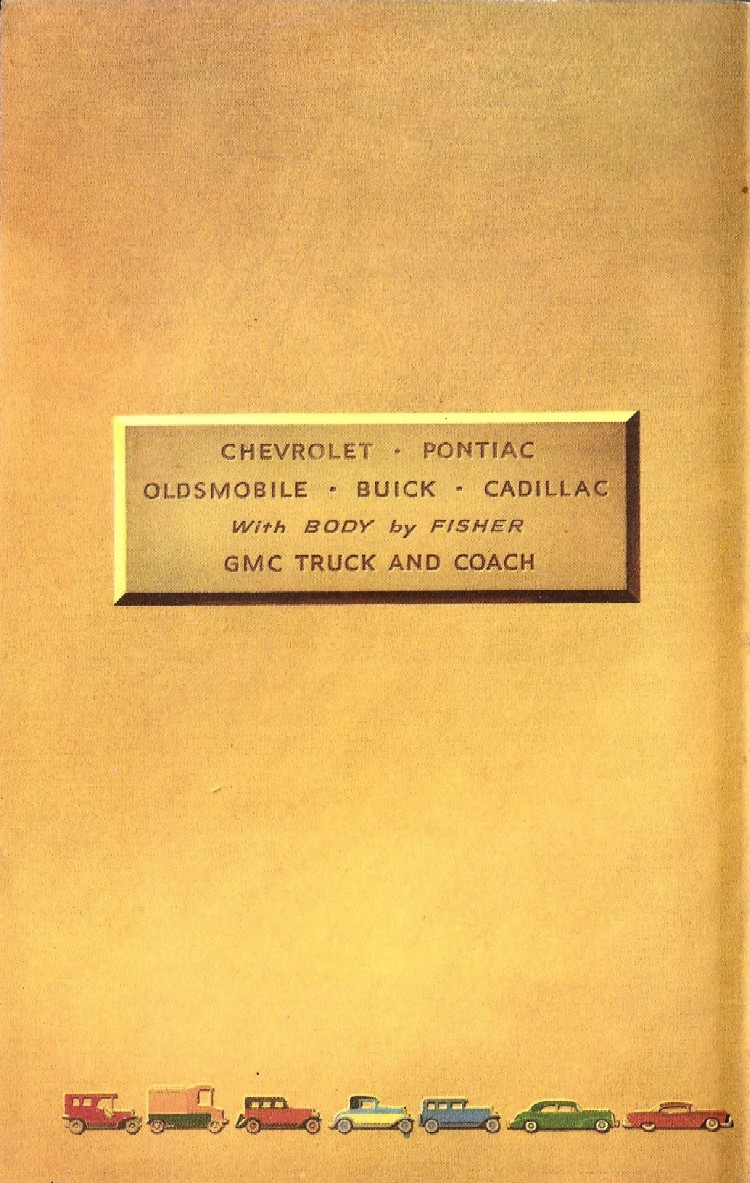 CHEVROLET · PONTIAC
OLDSMOBILE · BUICK · CADILLAC
With BODY by FISHER
GMC TRUCK AND COACH